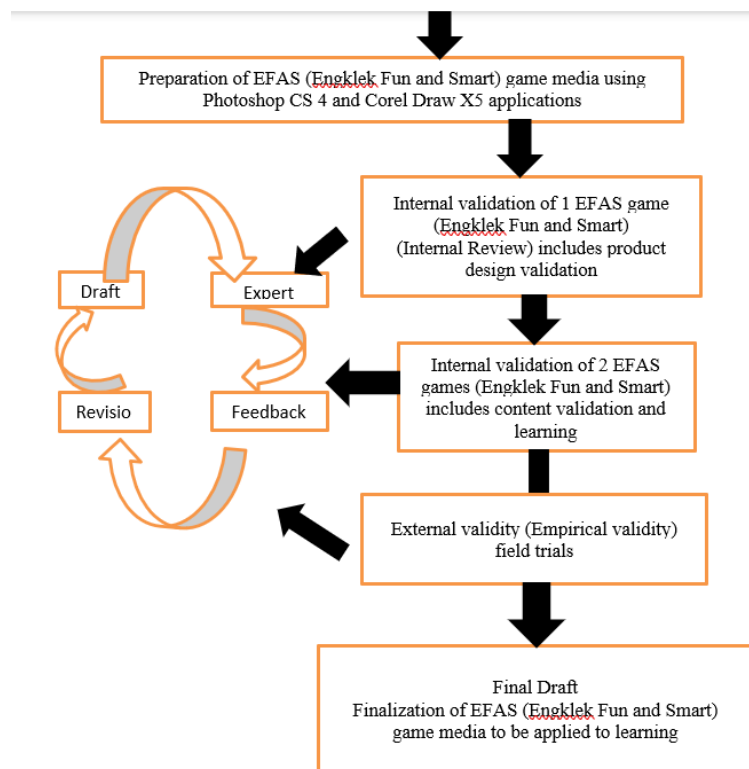 Preparation of EFAS (Engklek Fun and Smart) game media using
Photoshop CS 4 and Corel Draw X5 applications
Internal validation of 1 EFAS game
(Engklek Fun and Smart)
(Internal Review) includes product
design validation
Draft
Expert
Internal validation of 2 EFAS
games (Engklek Fun and Smart)
includes content validation and
learning
Revisio
Feedback
External validity (Empirical validity)
field trials
Final Draft
Finalization of EFAS (Engklek Fun and Smart)
game media to be applied to learning